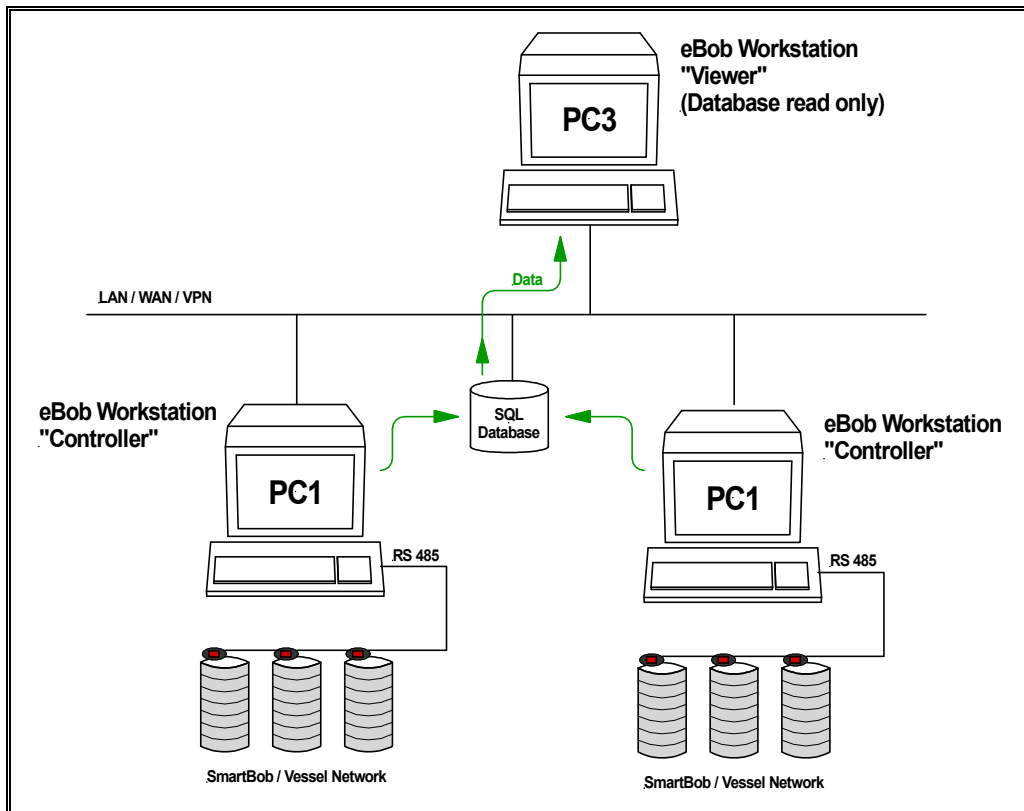 eBob Workstation
"Viewer"
(Database read only)
PC3
Data
LAN / WAN / VPN
eBob Workstation
"Controller"
SQL
Database
eBob Workstation
"Controller"
PC1
PC1
RS 485
RS 485
SmartBob / Vessel Network
SmartBob / Vessel Network